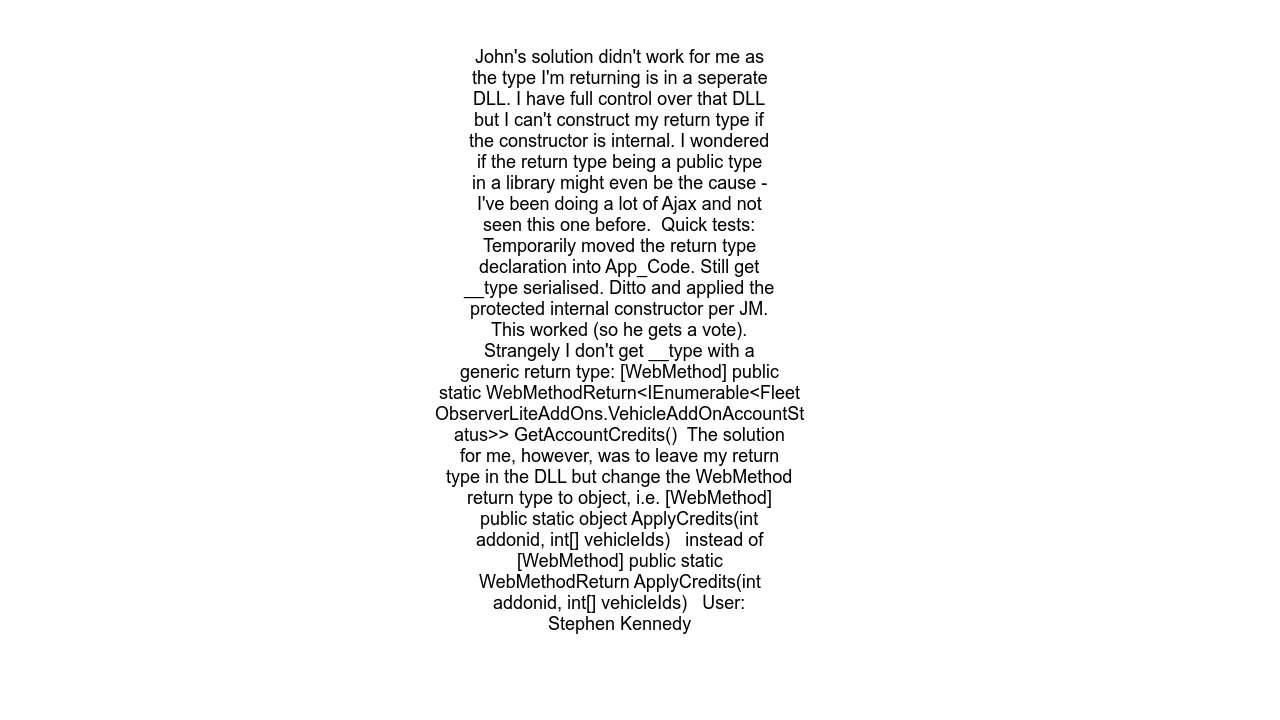 John's solution didn't work for me as
the type I'm returning is in a seperate
DLL. I have full control over that DLL
but I can't construct my return type if
the constructor is internal. I wondered
if the return type being a public type
in a library might even be the cause -
I've been doing a lot of Ajax and not
seen this one before.  Quick tests:
Temporarily moved the return type
declaration into App_Code. Still get
__type serialised. Ditto and applied the
protected internal constructor per JM.
This worked (so he gets a vote).
Strangely I don't get __type with a
generic return type: [WebMethod] public
static WebMethodReturn<IEnumerable<Fleet
ObserverLiteAddOns.VehicleAddOnAccountSt
atus>> GetAccountCredits()  The solution
for me, however, was to leave my return
type in the DLL but change the WebMethod
return type to object, i.e. [WebMethod]
public static object ApplyCredits(int
addonid, int[] vehicleIds)   instead of
[WebMethod] public static
WebMethodReturn ApplyCredits(int
addonid, int[] vehicleIds)   User:
Stephen Kennedy